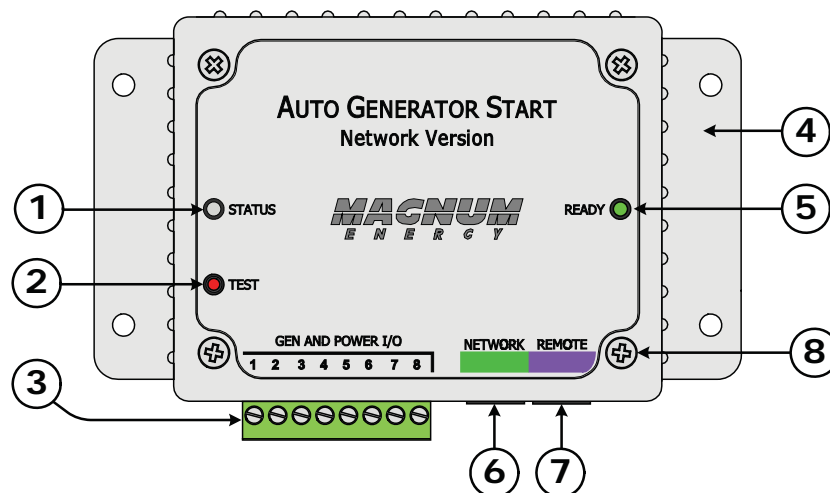 AUTO GENERATOR START
Network Version
1
STATUS
MAGNUM
ENERGY
READY
5
4
2
TEST
GEN AND POWER I/O
1 2 3 4 5 6 7 8
NETWORK REMOTE
8
3
6
7